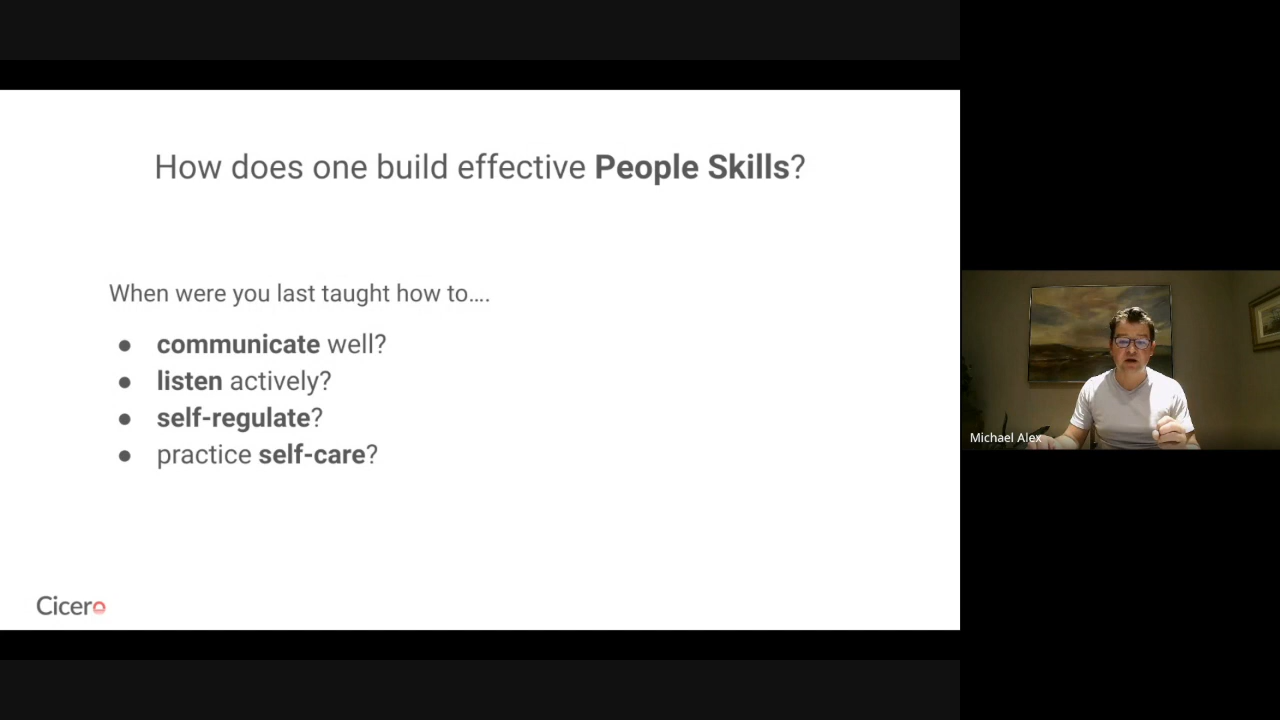 How does one build effective People Skills?
When were you last taught how to....
● communicate well?
● listen actively?
● self-regulate?
● practice self-care?
Cicero
Michael Alex